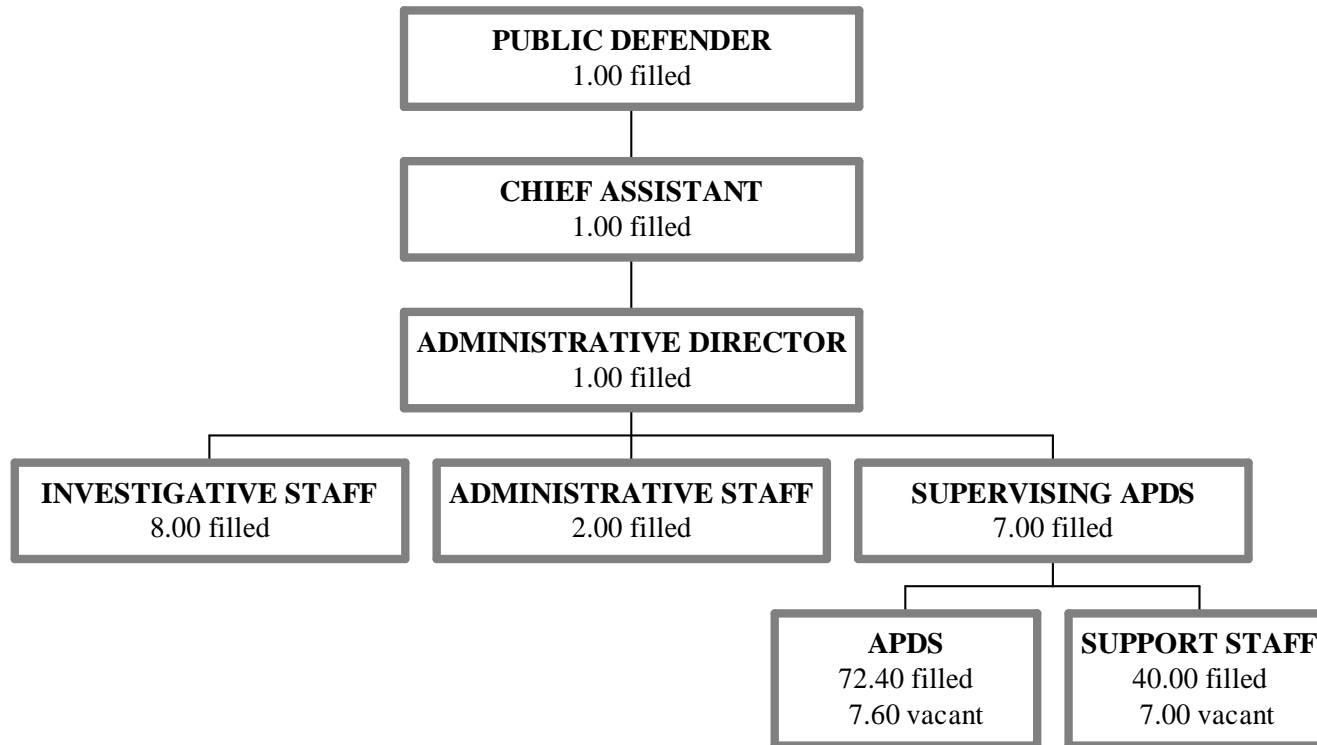 PUBLIC DEFENDER
1.00 filled
CHIEF ASSISTANT
1.00 filled
ADMINISTRATIVE DIRECTOR
1.00 filled
INVESTIGATIVE STAFF
8.00 filled
ADMINISTRATIVE STAFF
2.00 filled
SUPERVISING APDS
7.00 filled
APDS
72.40 filled
7.60 vacant
SUPPORT STAFF
40.00 filled
7.00 vacant